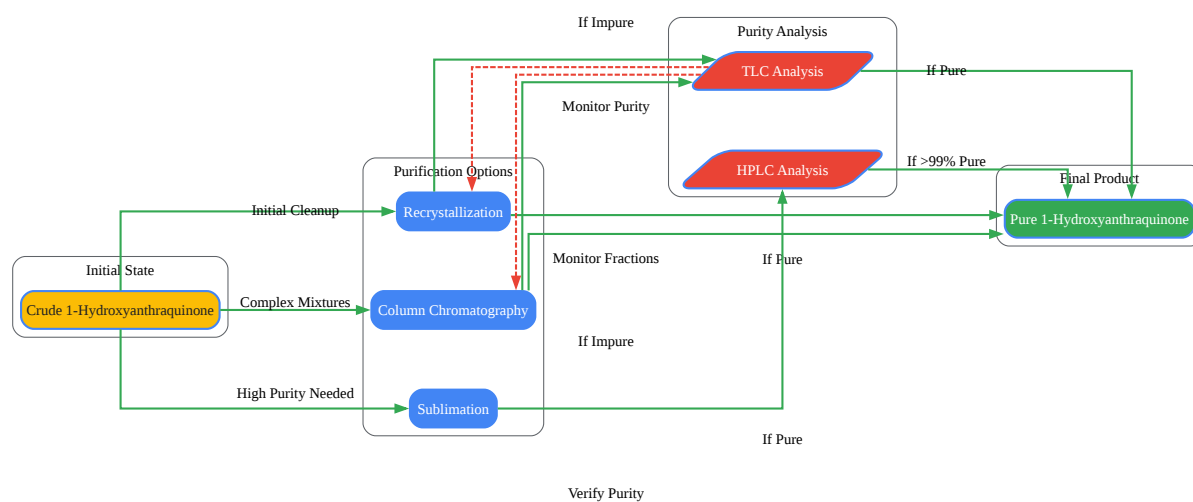 If Impure
Purity Analysis
TLC Analysis
If Pure
Monitor Purity
HPLC Analysis
If >99% Pure
Purification Options
Final Product
Recrystallization
Initial Cleanup
Pure 1-Hydroxyanthraquinone
Monitor Fractions
If Pure
Initial State
Crude 1-Hydroxyanthraquinone
Complex Mixtures
Column Chromatography
If Impure
High Purity Needed
Sublimation
If Pure
Verify Purity